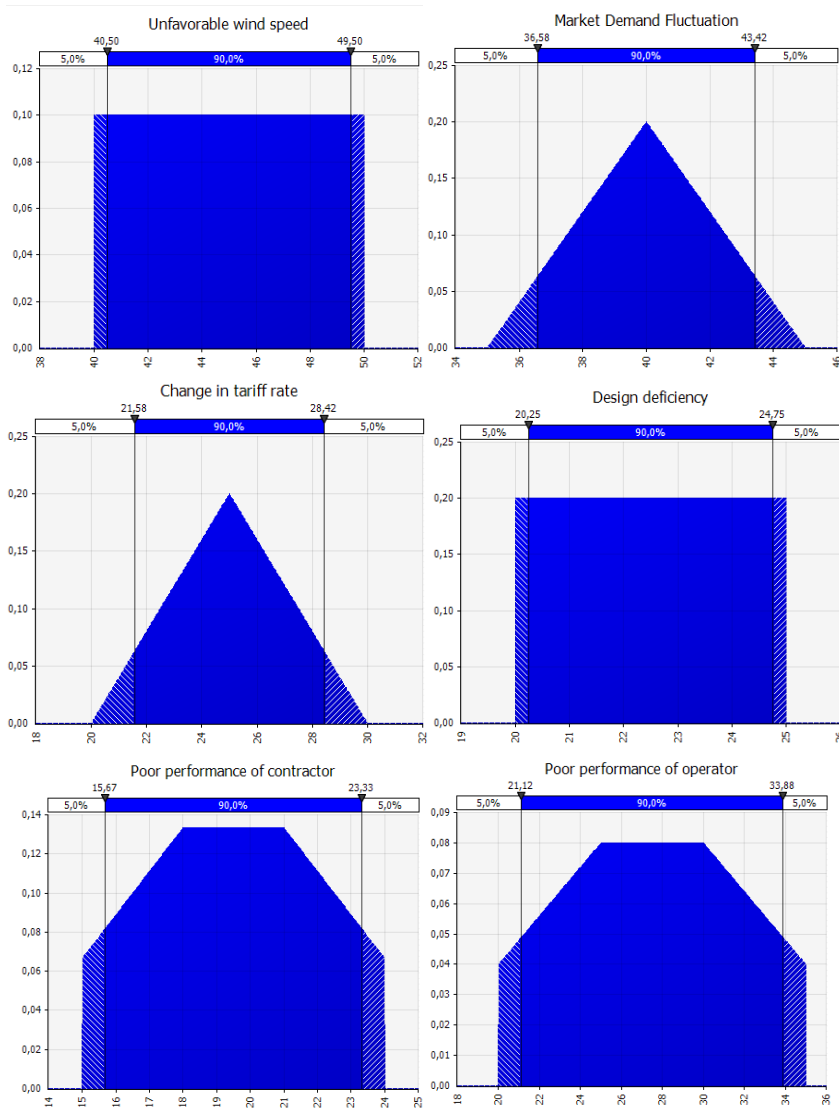 Unfavorable wind speed
40,50 49,50
5,0% 90,0% 5,0%
0,12
0,10
0,08
0,06
0,04
0,02
0,00
38 40 42 44 46 48 50 52
Market Demand Fluctuation
36,58 43,42
5,0% 90,0% 5,0%
0,25
0,20
0,15
0,10
0,05
0,00
34 36 38 40 42 44 46
Change in tariff rate
21,58 28,42
5,0% 90,0% 5,0%
0,25
0,20
0,15
0,10
0,05
0,00
18 20 22 24 26 28 30 32
Design deficiency
20,25 24,75
5,0% 90,0% 5,0%
0,25
0,20
0,15
0,10
0,05
0,00
19 20 21 22 23 24 25
Poor performance of contractor
15,67 23,33
5,0% 90,0% 5,0%
0,14
0,12
0,10
0,08
0,06
0,04
0,02
0,00
14 15 16 17 18 19 20 21 22 23 24 25
Poor performance of operator
21,12 33,88
5,0% 90,0% 5,0%
0,09
0,08
0,07
0,06
0,05
0,04
0,03
0,02
0,01
0,00
18 20 22 24 26 28 30 32 34 36